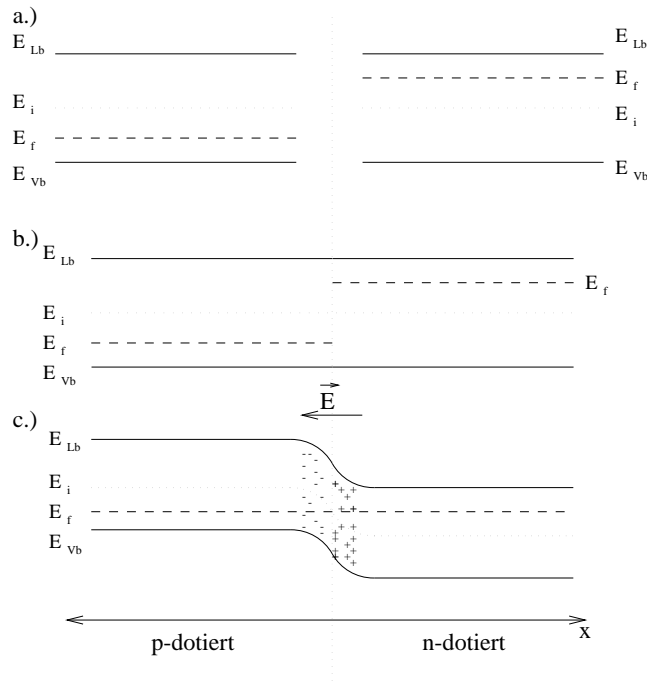 a.)
E Lb E Lb
E f
E i E i
E f
E Vb E Vb
b.)
E Lb
E f
E i
E f
E Vb
E
c.)
E Lb
E i
E f
E Vb
x
p-dotiert n-dotiert